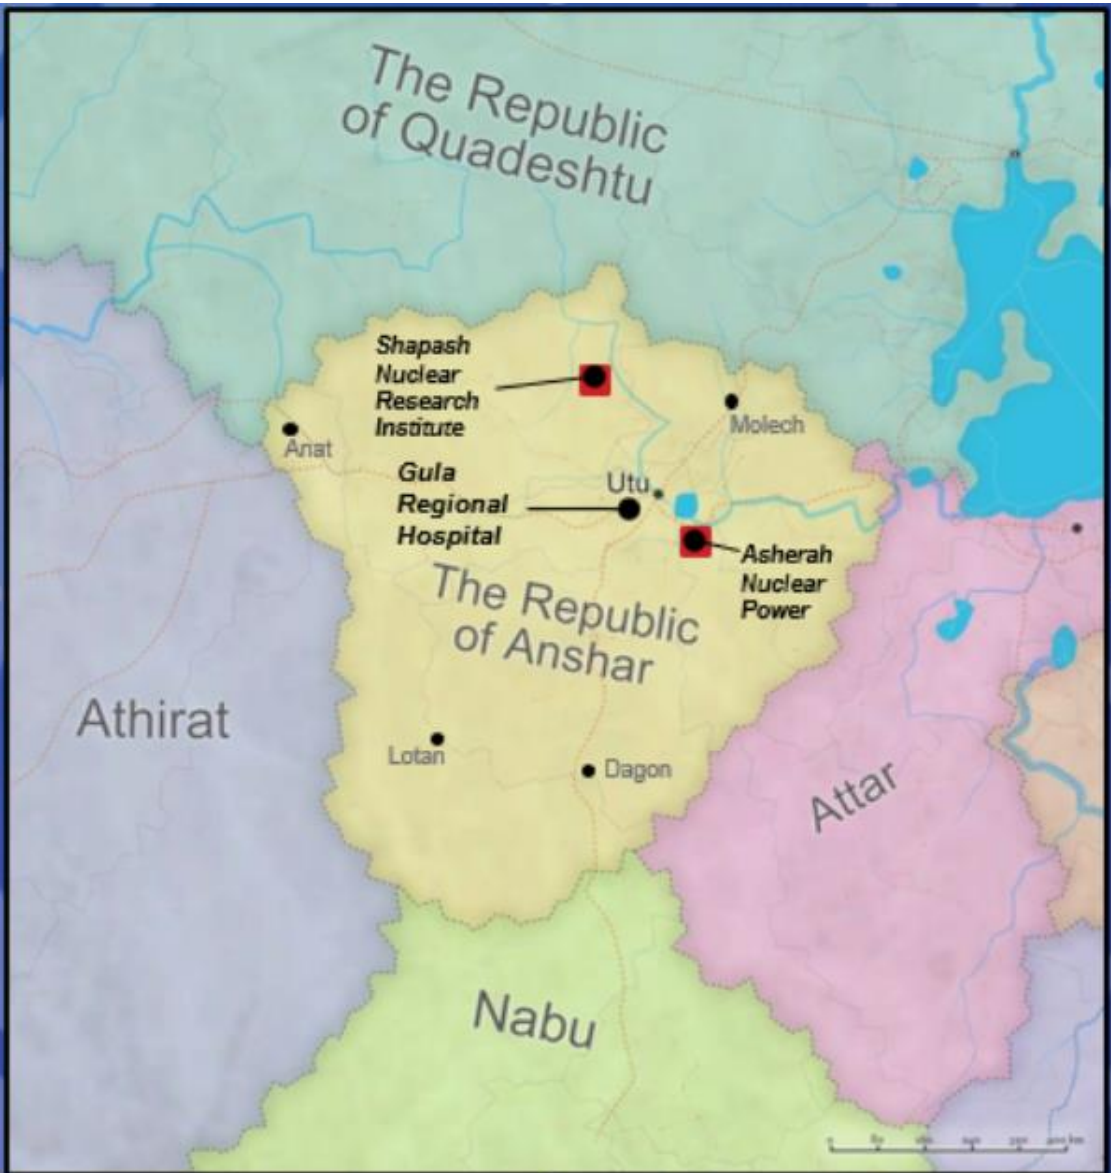 The Republic
of Quadeshtu
Shapash
Nuclear
Research
Institute
Molech
Anat
Gula
Regional
Hospital
Utu
Asherah
Nuclear
Power
The Republic
of Anshar
Athirat
Lotan
Dagon
Attar
Nabu